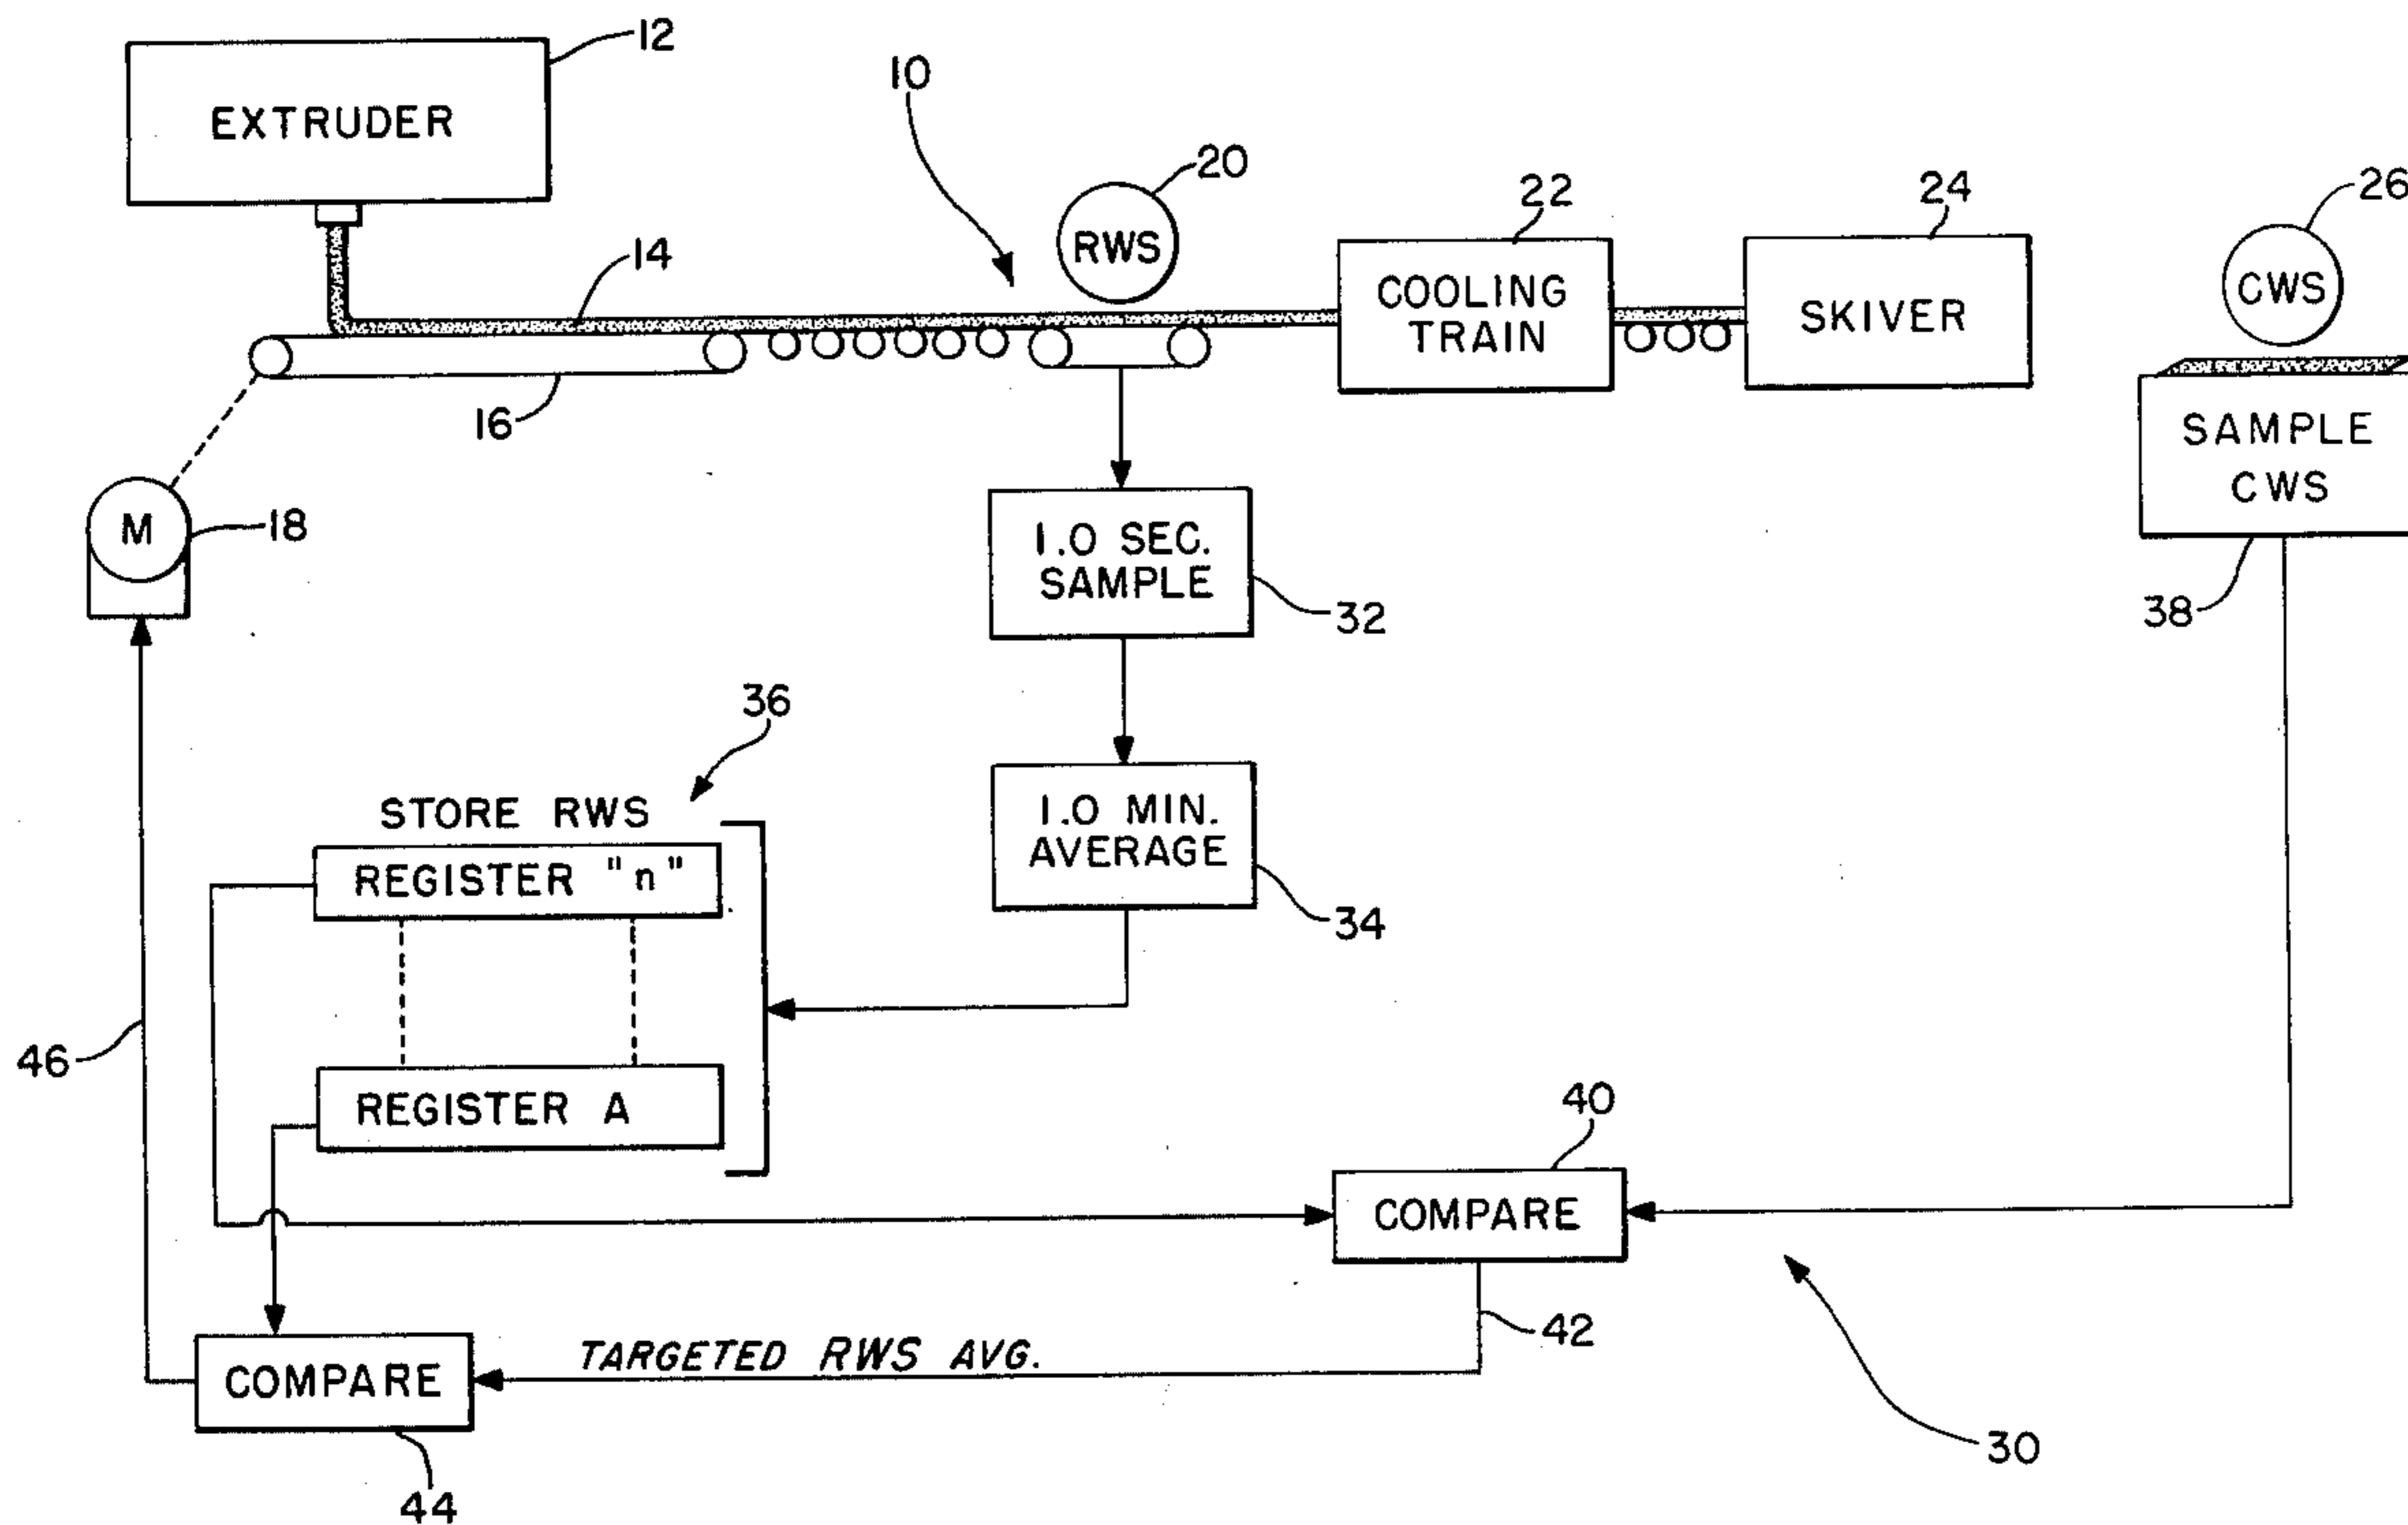 12
EXTRUDER
10
20
RWS
22
COOLING
TRAIN
24
SKIVER
26
CWS
14
16
SAMPLE
CWS
38
M
18
1.0 SEC.
SAMPLE
32
36
STORE RWS
REGISTER "n"
1.0 MIN.
AVERAGE
34
46
REGISTER A
40
COMPARE
42
TARGETED RWS AVG.
COMPARE
44
30